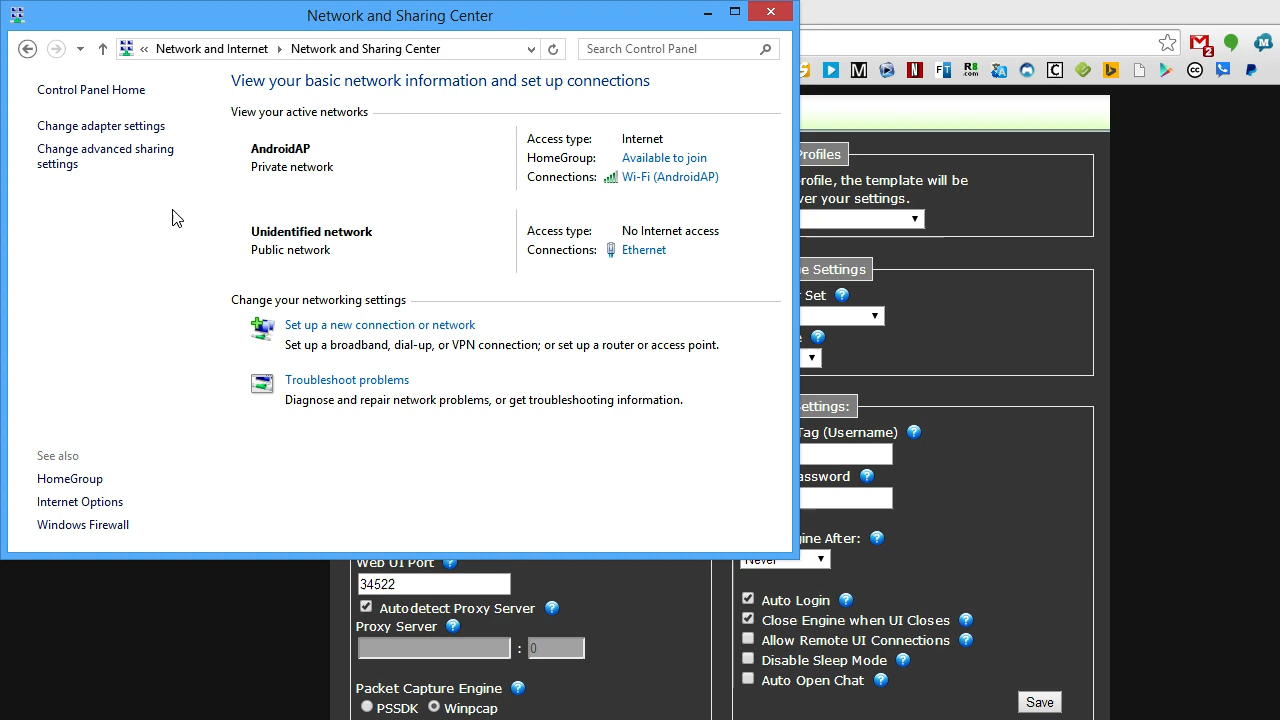 Network and Sharing Center
Network and Internet
Network and Sharing Center
Search Control Panel
2
M
N
FT
R8
.com
C
cc
Control Panel Home
Change adapter settings
Change advanced sharing
settings
View your basic network information and set up connections
View your active networks
AndroidAP
Private network
Access type: Internet
HomeGroup: Available to join
Connections: Wi-Fi (AndroidAP)
Unidentified network
Public network
Access type: No Internet access
Connections: Ethernet
Change your networking settings
Set up a new connection or network
Set up a broadband, dial-up, or VPN connection; or set up a router or access point.
Troubleshoot problems
Diagnose and repair network problems, or get troubleshooting information.
See also
HomeGroup
Internet Options
Windows Firewall
Profiles
rofile, the template will be
ver your settings.
e Settings
Set
ettings:
Tag (Username)
assword
gine After:
Never
Web UI Port
34522
Autodetect Proxy Server
Proxy Server
: 0
Packet Capture Engine
PSSDK Winpcap
Auto Login
Close Engine when UI Closes
Allow Remote UI Connections
Disable Sleep Mode
Auto Open Chat
Save